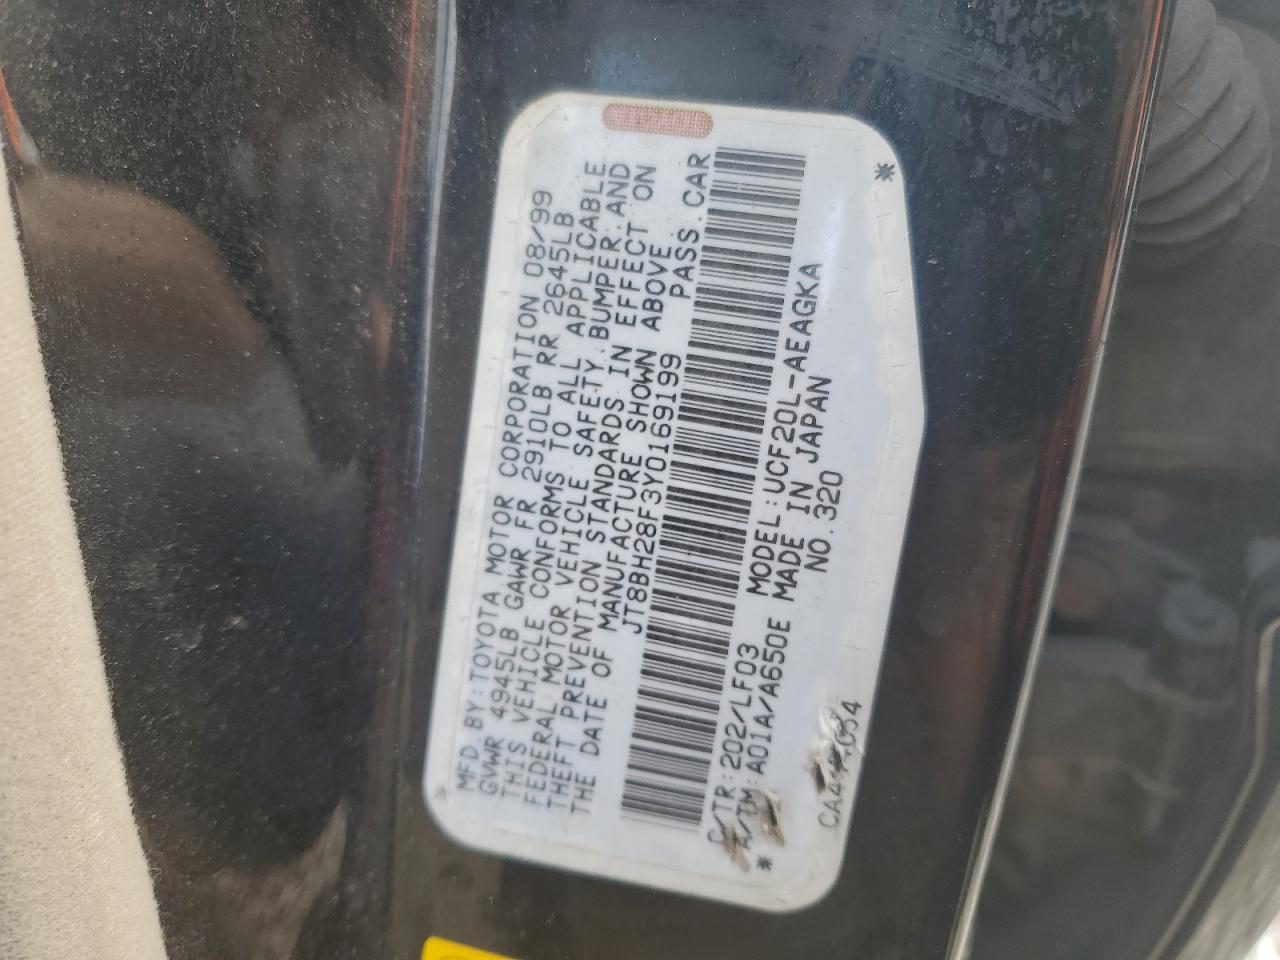 MFD.BY:TOYOTA MOTOR CORPORATION 08/99
GVWR 4945LB GAWR FR 2910LB RR 2645LB
THIS VEHICLE CONFORMS TO ALL APPLICABLE
FEDERAL MOTOR VEHICLE SAFETY, BUMPER, AND
THEFT PREVENTION STANDARDS IN EFFECT ON
THE DATE OF MANUFACTURE SHOWN ABOVE.
JT8BH28F3Y0169199 PASS.CAR
C/TR:202/LF03 MODEL:UCF20L-AEAGKA
A/TM:A01A/A650E MADE IN JAPAN
NO.320